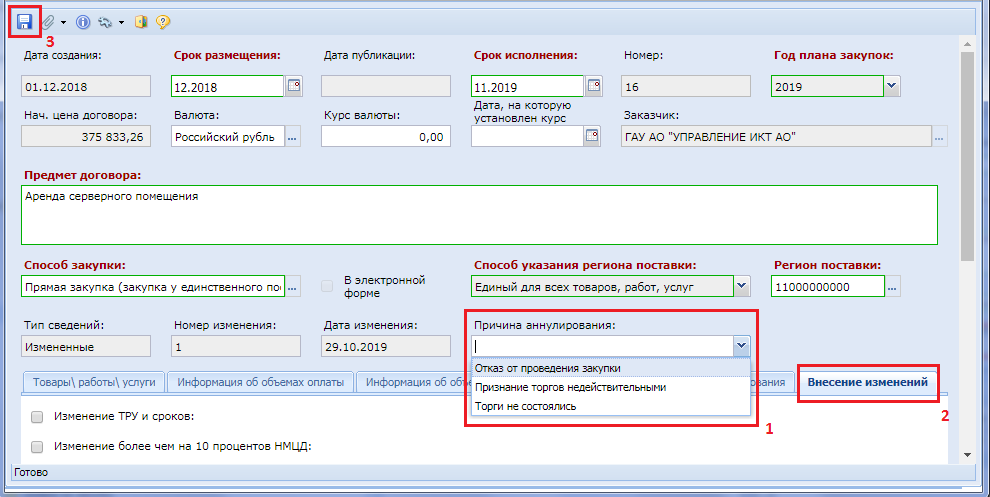 3
Дата создания: Срок размещения: Дата публикации: Срок исполнения: Номер: Год плана закупок:
01.12.2018 12.2018 11.2019 16 2019
Нач. цена договора: Валюта: Курс валюты: Дата, на которую установлен курс Заказчик:
375 833,26 Российский рубль ... 0,00 ГАУ АО "УПРАВЛЕНИЕ ИКТ АО" ...
Предмет договора:
Аренда серверного помещения
Способ закупки: В электронной форме Способ указания региона поставки: Регион поставки:
Прямая закупка (закупка у единственного по ... Единый для всех товаров, работ, услуг 11000000000 ...
Тип сведений: Номер изменения: Дата изменения: Причина аннулирования:
Измененные 1 29.10.2019
Отказ от проведения закупки
Признание торгов недействительными
Торги не состоялись
1
Товары\ работы\ услуги Информация об объемах оплаты Информация об объе Внесение изменений
2
Изменение ТРУ и сроков:
Изменение более чем на 10 процентов НМЦД:
Готово